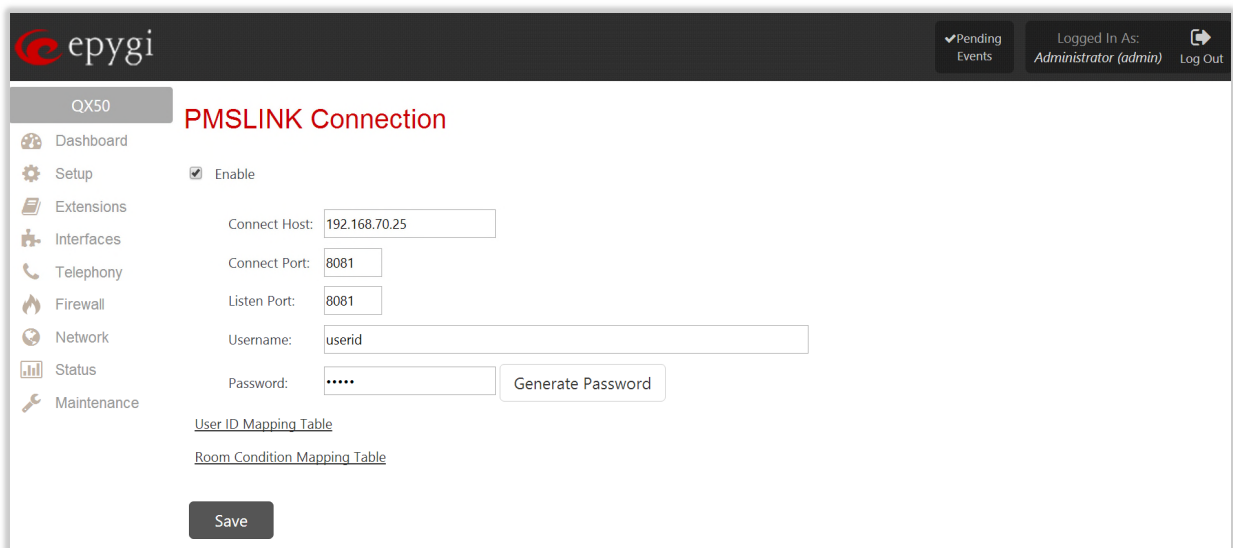 epygi
Pending
Events
Logged In As:
Administrator (admin)
Log Out
QX50
Dashboard
Setup
Extensions
Interfaces
Telephony
Firewall
Network
Status
Maintenance
PMSLINK Connection
Enable
Connect Host: 192.168.70.25
Connect Port: 8081
Listen Port: 8081
Username: userid
Password: ••••• Generate Password
User ID Mapping Table
Room Condition Mapping Table
Save